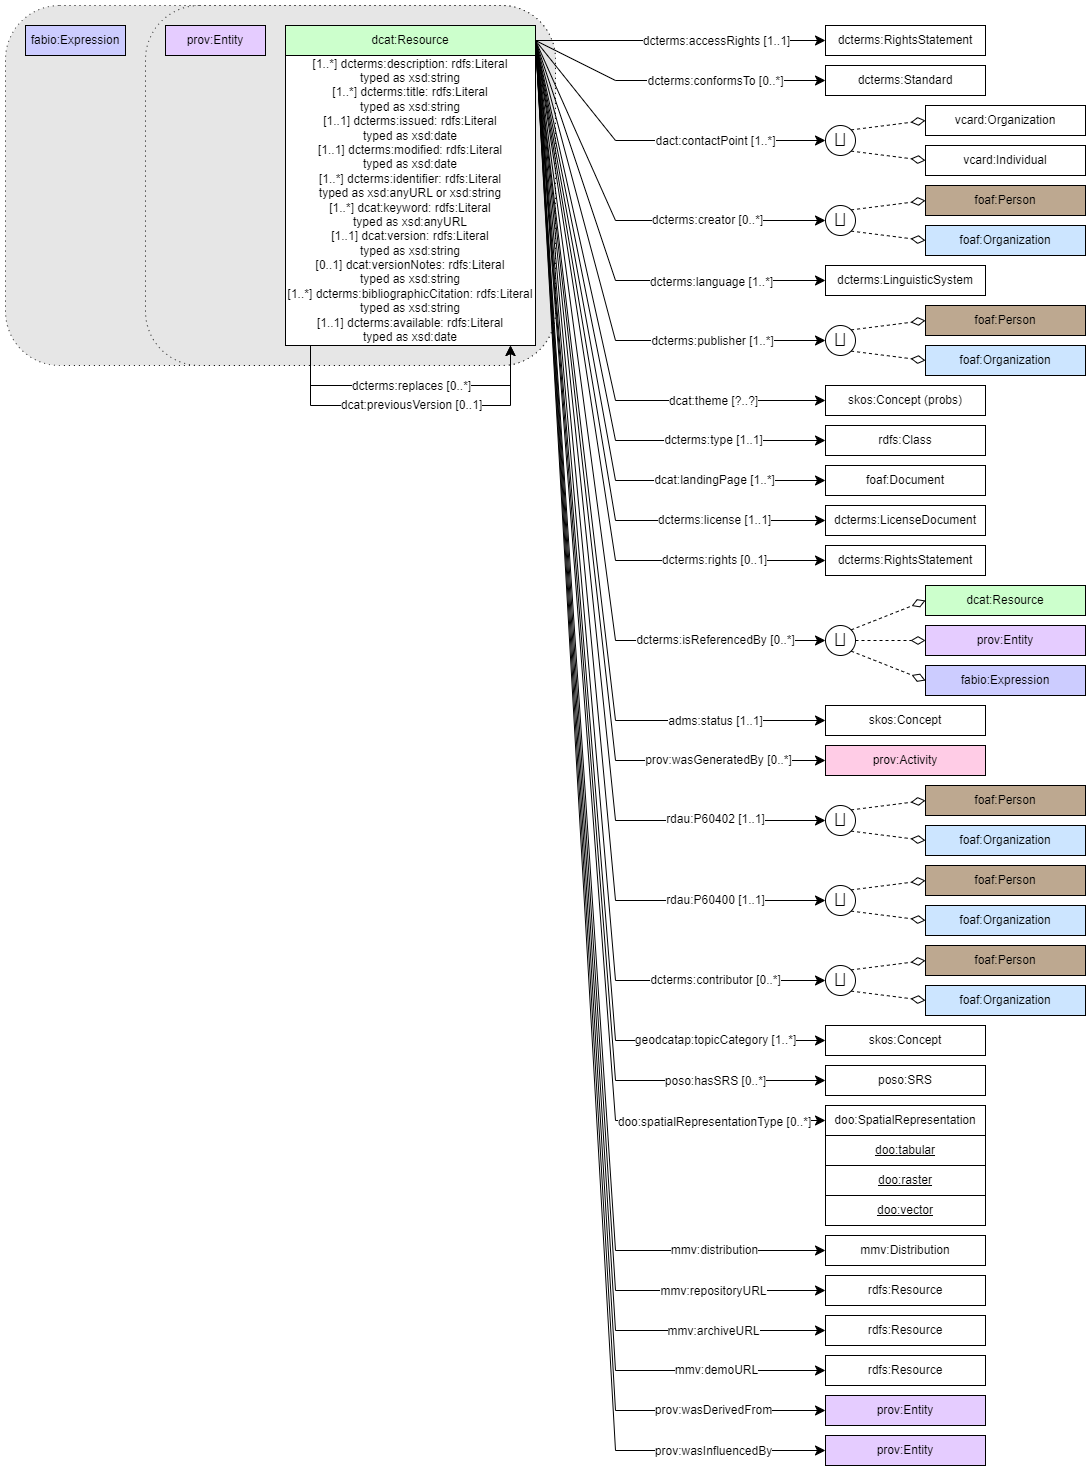 fabio:Expression
prov:Entity
dcat:Resource
[1..*] dcterms:description: rdfs:Literal
typed as xsd:string
[1..*] dcterms:title: rdfs:Literal
typed as xsd:string
[1..1] dcterms:issued: rdfs:Literal
typed as xsd:date
[1..1] dcterms:modified: rdfs:Literal
typed as xsd:date
[1..*] dcterms:identifier: rdfs:Literal
typed as xsd:anyURL or xsd:string
[1..*] dcat:keyword: rdfs:Literal
typed as xsd:anyURL
[1..1] dcat:version: rdfs:Literal
typed as xsd:string
[0..1] dcat:versionNotes: rdfs:Literal
typed as xsd:string
[1..*] dcterms:bibliographicCitation: rdfs:Literal
typed as xsd:string
[1..1] dcterms:available: rdfs:Literal
typed as xsd:date
dcterms:replaces [0..*]
dcat:previousVersion [0..1]
dcterms:accessRights [1..1]
dcterms:RightsStatement
dcterms:conformsTo [0..*]
dcterms:Standard
dact:contactPoint [1..*]
⨆
vcard:Organization
vcard:Individual
dcterms:creator [0..*]
⨆
foaf:Person
foaf:Organization
dcterms:language [1..*]
dcterms:LinguisticSystem
dcterms:publisher [1..*]
⨆
foaf:Person
foaf:Organization
dcat:theme [?..?]
skos:Concept (probs)
dcterms:type [1..1]
rdfs:Class
dcat:landingPage [1..*]
foaf:Document
dcterms:license [1..1]
dcterms:LicenseDocument
dcterms:rights [0..1]
dcterms:RightsStatement
dcterms:isReferencedBy [0..*]
⨆
dcat:Resource
prov:Entity
fabio:Expression
adms:status [1..1]
skos:Concept
prov:wasGeneratedBy [0..*]
prov:Activity
rdau:P60402 [1..1]
⨆
foaf:Person
foaf:Organization
rdau:P60400 [1..1]
⨆
foaf:Person
foaf:Organization
dcterms:contributor [0..*]
⨆
foaf:Person
foaf:Organization
geodcatap:topicCategory [1..*]
skos:Concept
poso:hasSRS [0..*]
poso:SRS
doo:spatialRepresentationType [0..*]
doo:SpatialRepresentation
doo:tabular
doo:raster
doo:vector
mmv:distribution
mmv:Distribution
mmv:repositoryURL
rdfs:Resource
mmv:archiveURL
rdfs:Resource
mmv:demoURL
rdfs:Resource
prov:wasDerivedFrom
prov:Entity
prov:wasInfluencedBy
prov:Entity